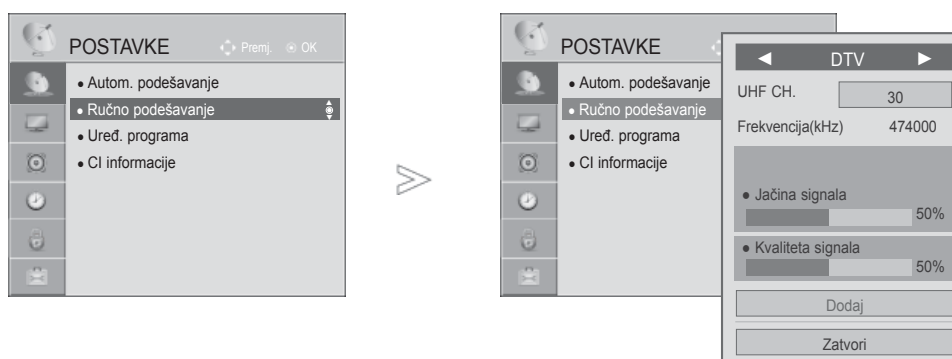 POSTAVKE Premj. OK
• Autom. podešavanje
• Ručno podešavanje
• Uređ. programa
• CI informacije
POSTAVKE
• Autom. podešavanje
• Ručno podešavanje
• Uređ. programa
• CI informacije
◄ DTV ►
UHF CH. 30
Frekvencija(kHz) 474000
• Jačina signala
50%
• Kvaliteta signala
50%
Dodaj
Zatvori